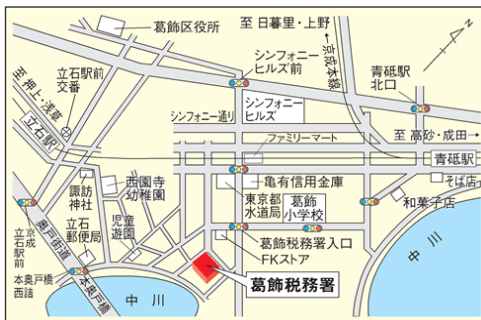 葛飾区役所
至 日暮里・上野
←京成本線
N
シンフォニー
ヒルズ前
青砥駅
北口
立石駅前
交番
至 押上・浅草
立石駅
シンフォニー通り
シンフォニー
ヒルズ
ファミリーマート
→
至 高砂・成田
青砥駅
そば店
和菓子店
諏訪
神社
西園寺
幼稚園
亀有信用金庫
東京都
水道局
葛飾
小学校
立石
郵便局
児童
遊園
葛飾税務署入口
FKストア
葛飾税務署
京成
立石駅前
奥戸街道
本奥戸橋
西詰
本奥戸橋
中川
中川